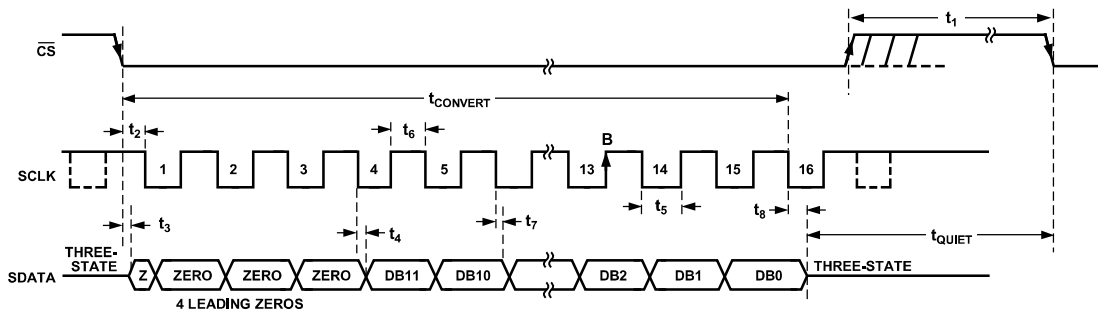 t1
CS
tCONVERT
t2
t6
B
SCLK
1 2 3 4 5 13 14 15 16
t3
t4
t7
t5
t8
tQUIET
THREE-
STATE
SDATA
Z ZERO ZERO ZERO DB11 DB10 DB2 DB1 DB0
THREE-STATE
4 LEADING ZEROS